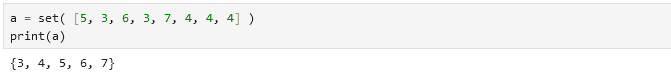 a = set( [5, 3, 6, 3, 7, 4, 4, 4] )
print(a)
{3, 4, 5, 6, 7}